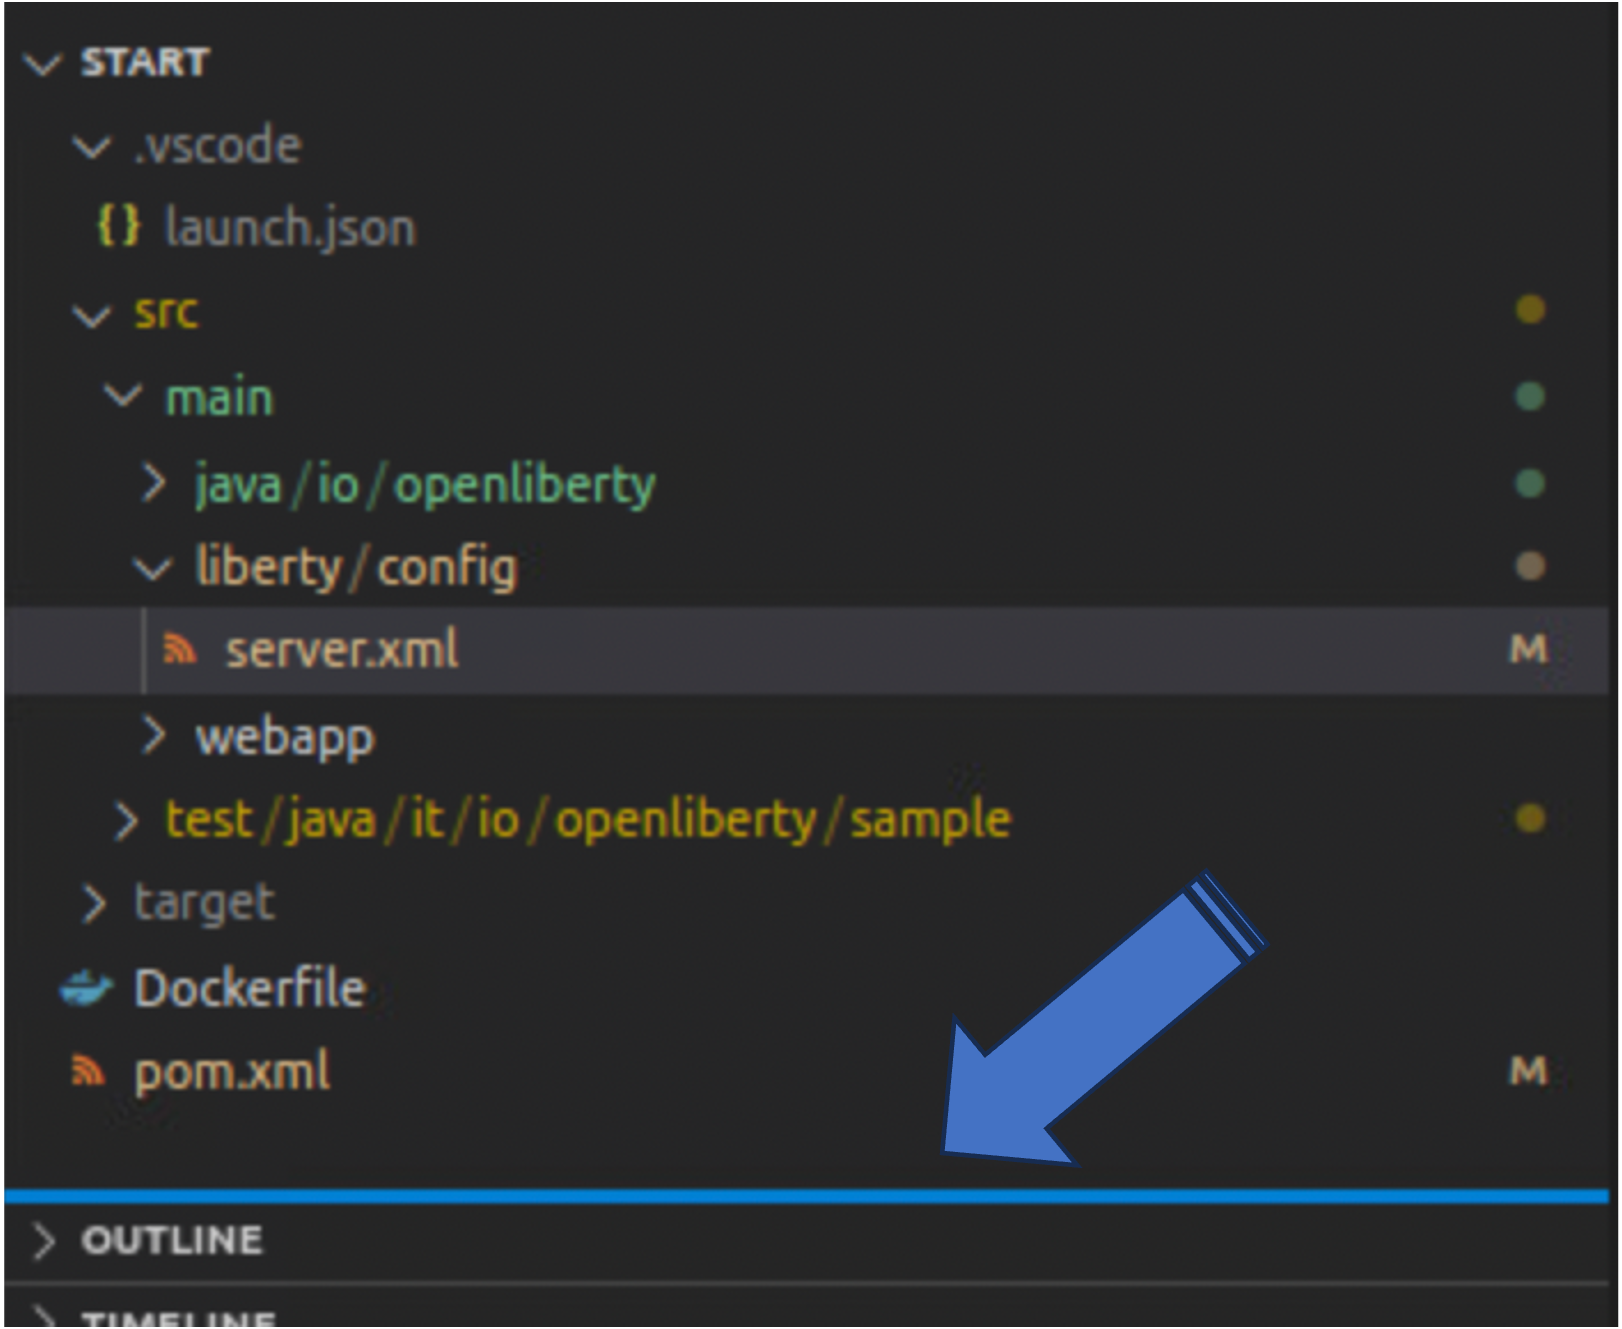 START
.vscode
{} launch.json
src
main
java/io/openliberty
liberty/config
server.xml M
webapp
test/java/it/io/openliberty/sample
target
Dockerfile
pom.xml M
OUTLINE
TIMELINE